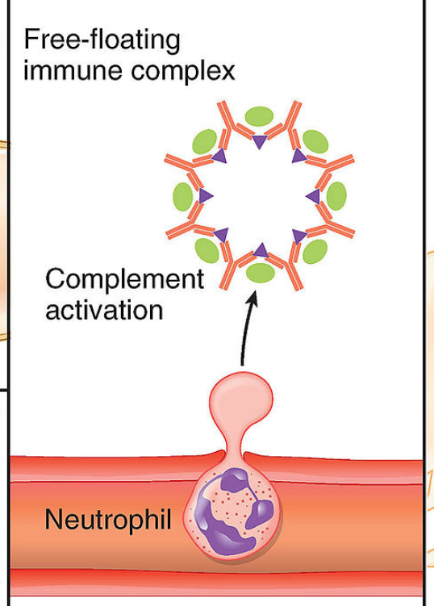 Free-floating
immune complex
Complement
activation
Neutrophil